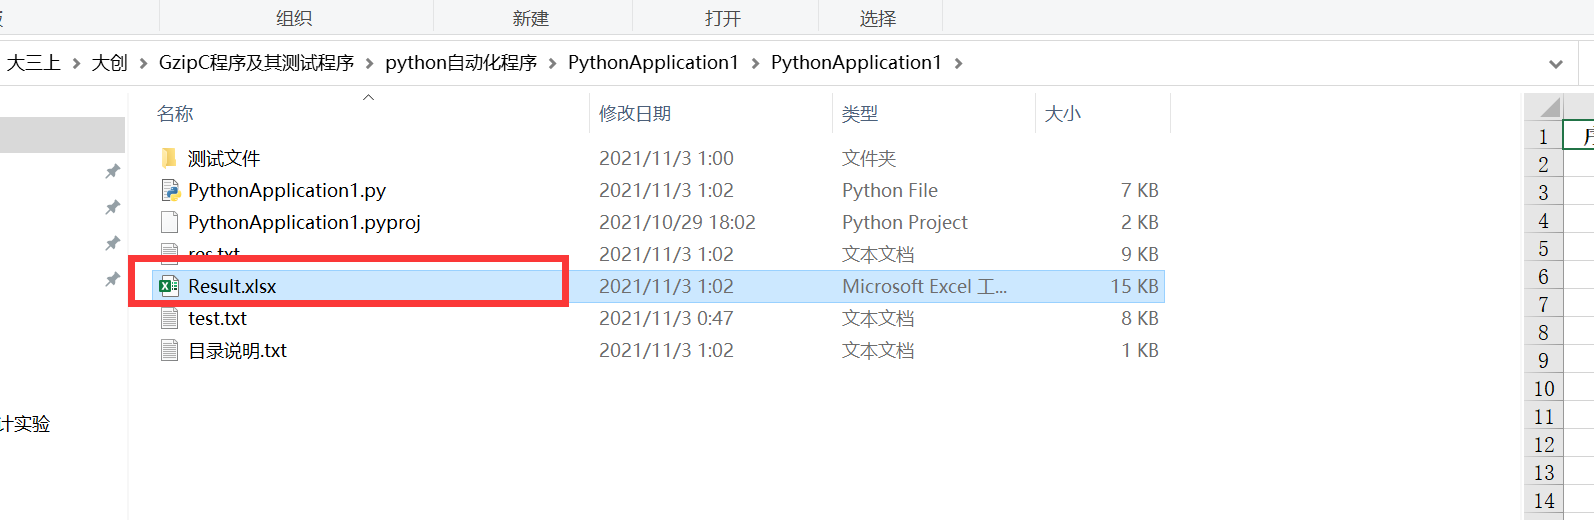 组织 新建 打开 选择
大三上 > 大创 > GzipC程序及其测试程序 > python自动化程序 > PythonApplication1 > PythonApplication1 >
名称 修改日期 类型 大小
测试文件 2021/11/3 1:00 文件夹
PythonApplication1.py 2021/11/3 1:02 Python File 7 KB
PythonApplication1.pyproj 2021/10/29 18:02 Python Project 2 KB
res.txt 2021/11/3 1:02 文本文档 9 KB
Result.xlsx 2021/11/3 1:02 Microsoft Excel 工... 15 KB
test.txt 2021/11/3 0:47 文本文档 8 KB
目录说明.txt 2021/11/3 1:02 文本文档 1 KB
计实验
1
2
3
4
5
6
7
8
9
10
11
12
13
14